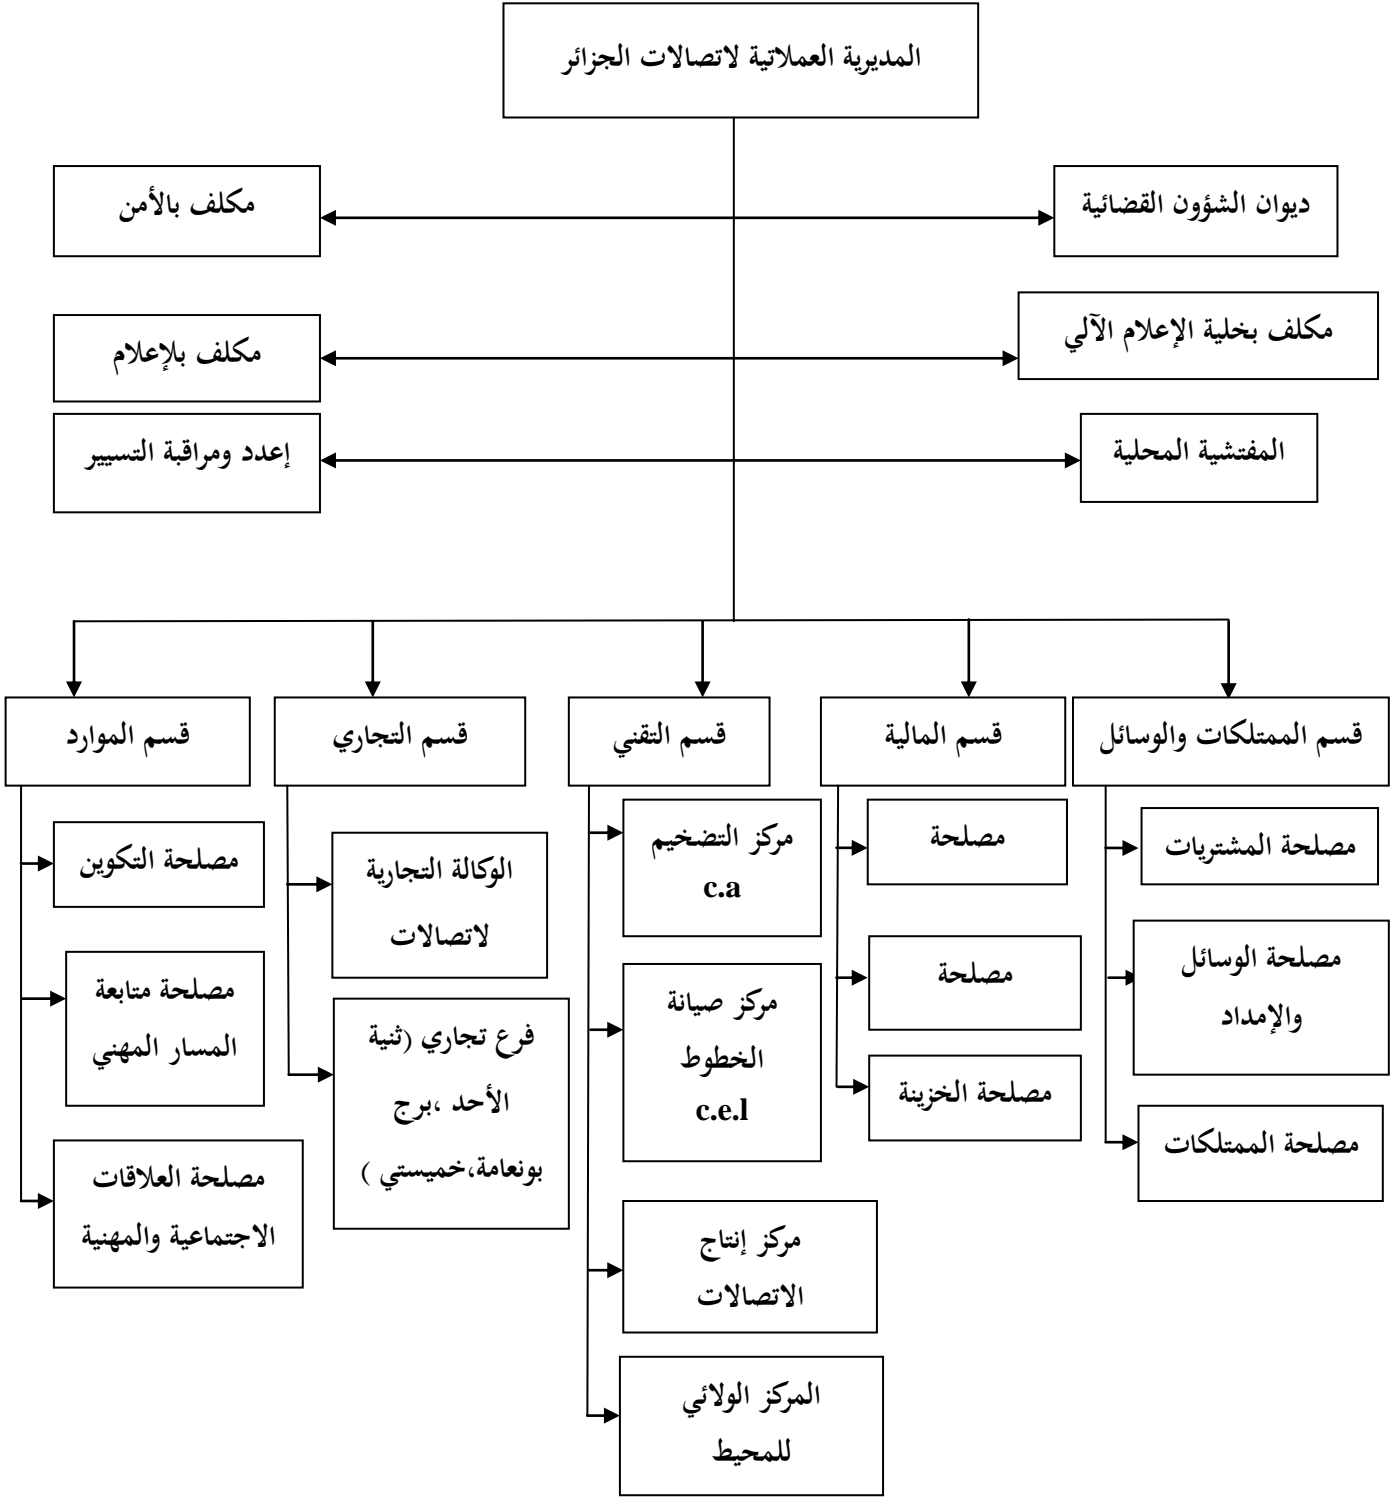 المديرية العملاتية لاتصالات الجزائر
ديوان الشؤون القضائية
مكلف بالأمن
مكلف بخلية الإعلام الآلي
مكلف بلإعلام
المفتشية المحلية
إعدد ومراقبة التسيير
قسم الممتلكات والوسائل
قسم المالية
قسم التقني
قسم التجاري
قسم الموارد
مصلحة المشتريات
مصلحة الوسائل
والإمداد
مصلحة الممتلكات
مصلحة
مصلحة
مصلحة الخزينة
مركز التضخيم
c.a
مركز صيانة
الخطوط
c.e.l
مركز إنتاج
الاتصالات
المركز الولائي
للمحيط
الوكالة التجارية
لاتصالات
فرع تجاري (ثنية
الأحد ،برج
بونعامة،خميستي )
مصلحة التكوين
مصلحة متابعة
المسار المهني
مصلحة العلاقات
الاجتماعية والمهنية